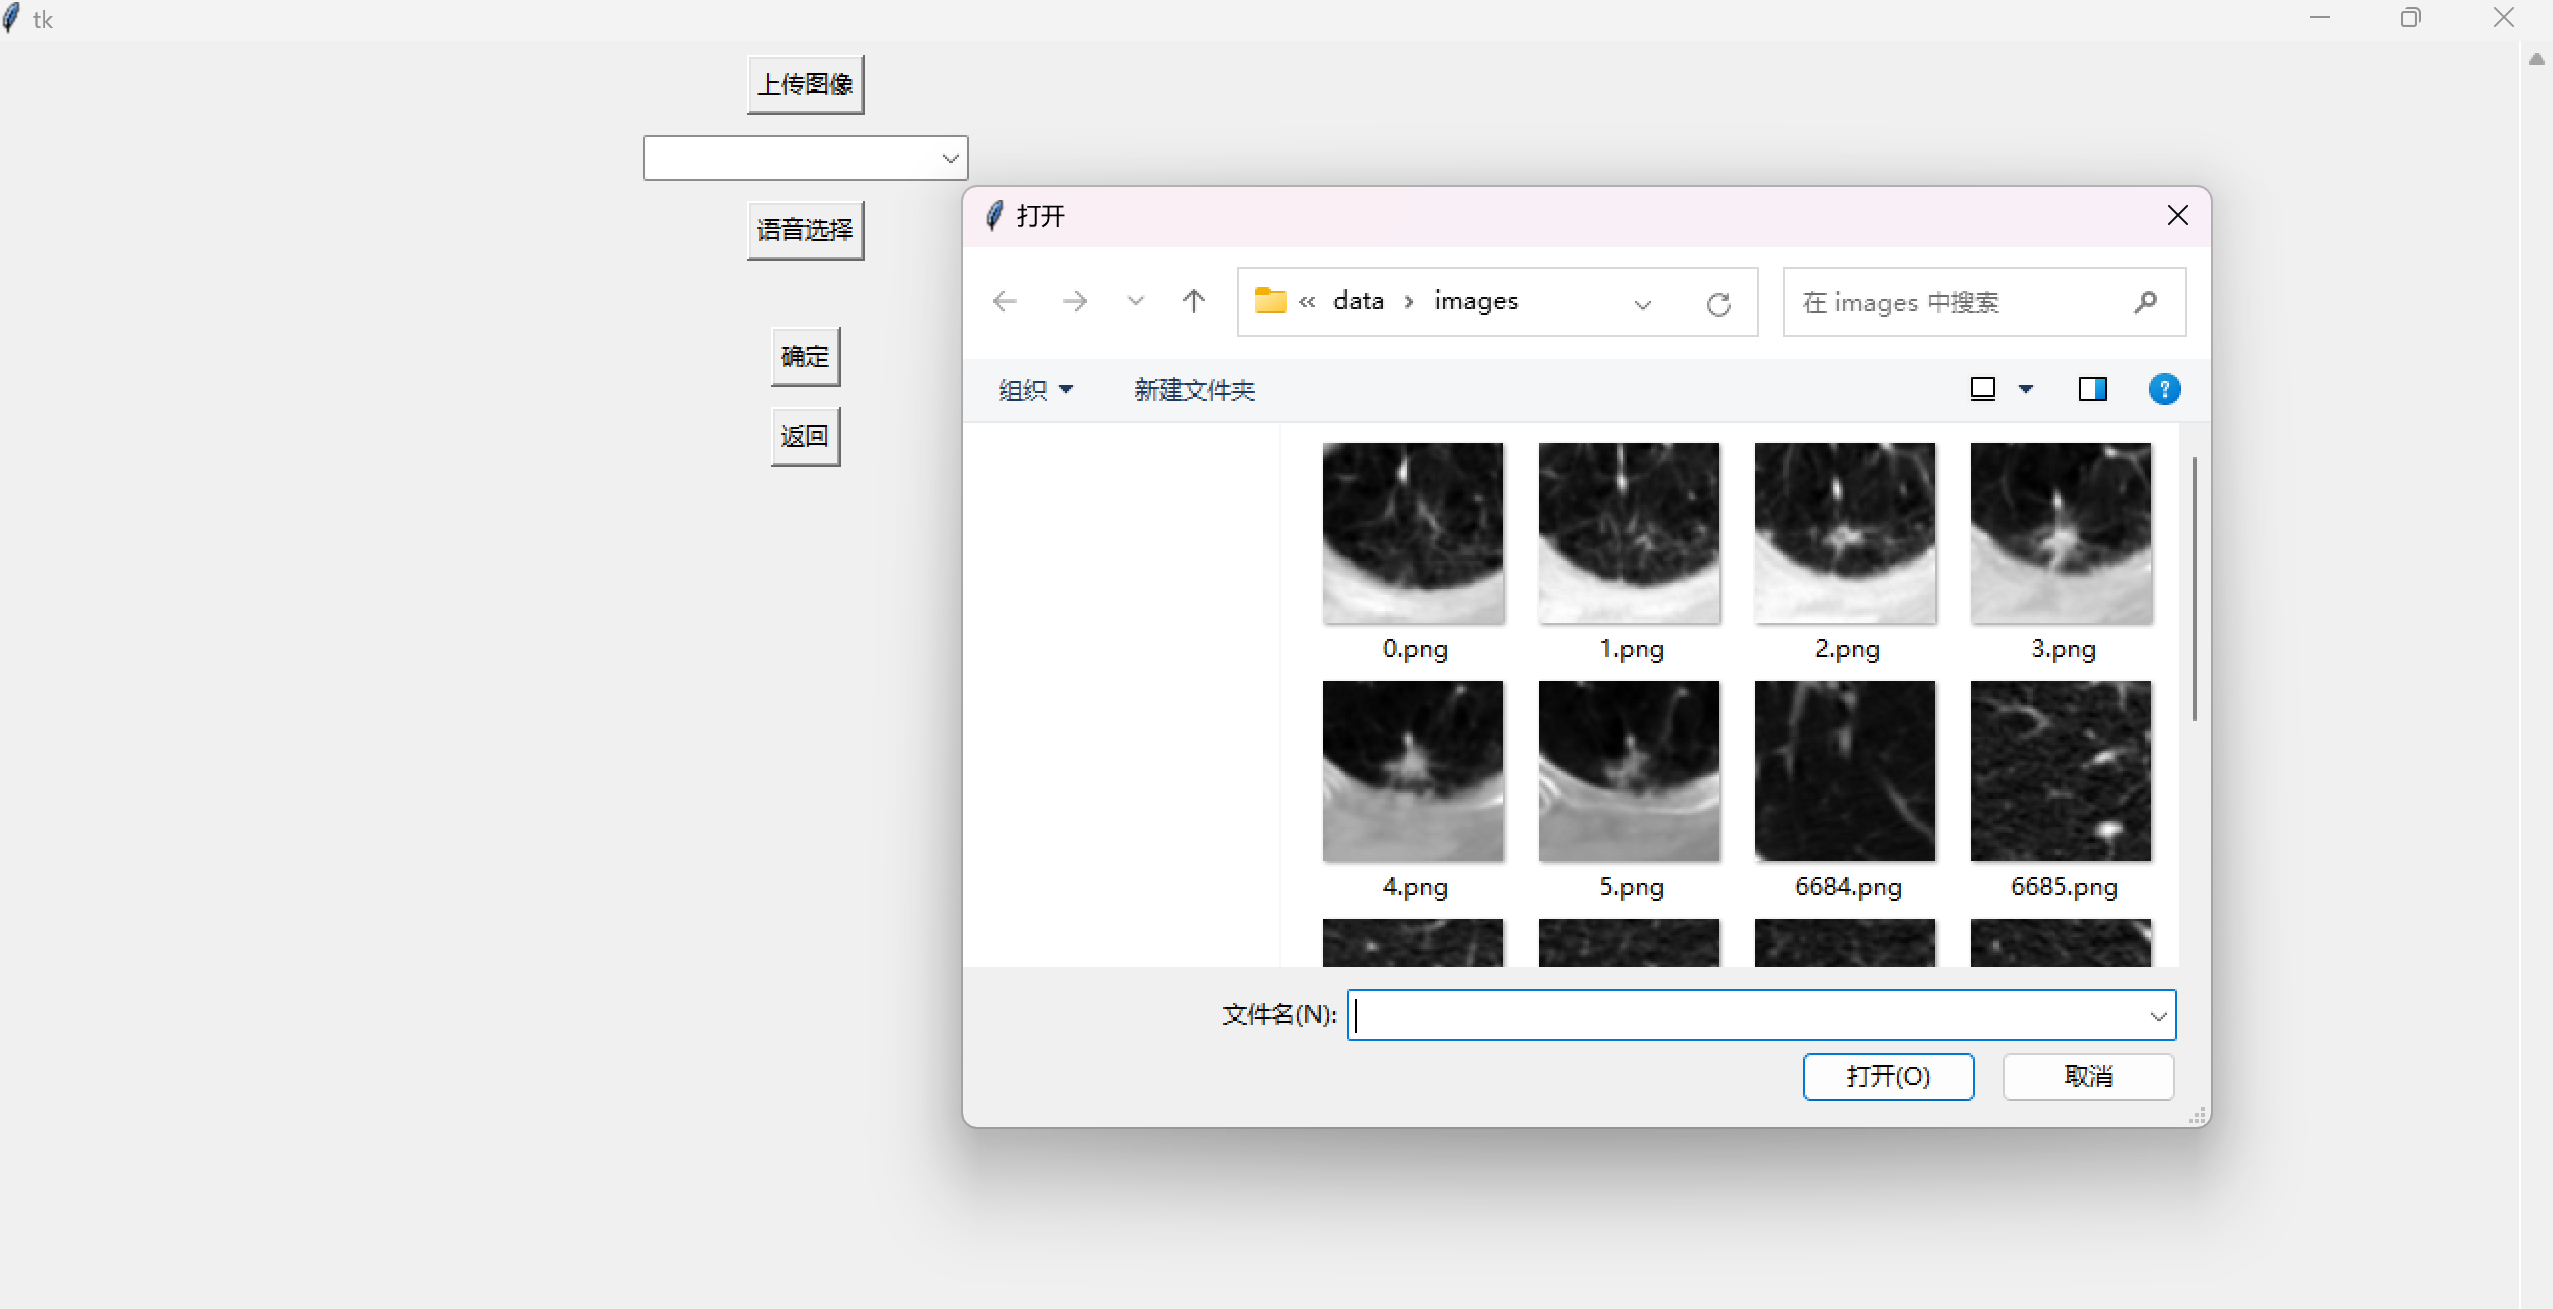 tk
上传图像
语音选择
确定
返回
打开
« data › images
在 images 中搜索
组织
新建文件夹
?
0.png
1.png
2.png
3.png
4.png
5.png
6684.png
6685.png
文件名(N):
打开(O)
取消